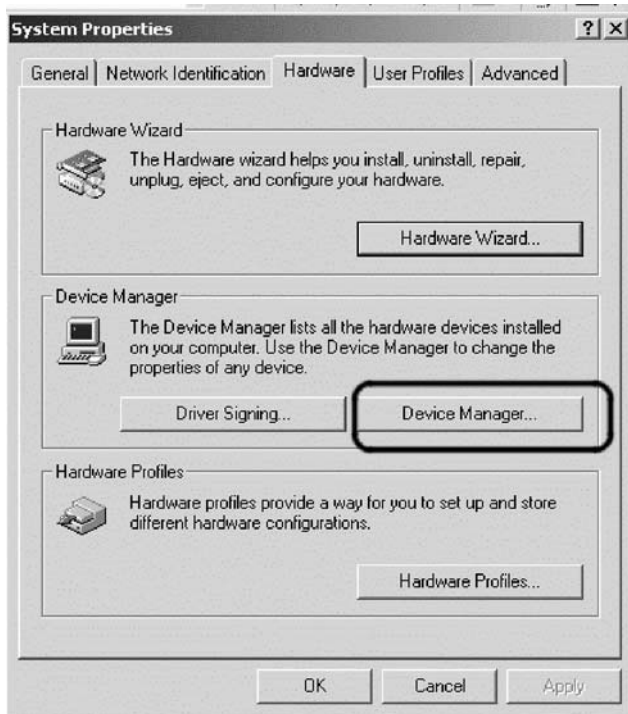 System Properties
General
Network Identification
Hardware
User Profiles
Advanced
Hardware Wizard
The Hardware wizard helps you install, uninstall, repair,
unplug, eject, and configure your hardware.
Hardware Wizard...
Device Manager
The Device Manager lists all the hardware devices installed
on your computer. Use the Device Manager to change the
properties of any device.
Driver Signing...
Device Manager...
Hardware Profiles
Hardware profiles provide a way for you to set up and store
different hardware configurations.
Hardware Profiles...
OK
Cancel
Apply